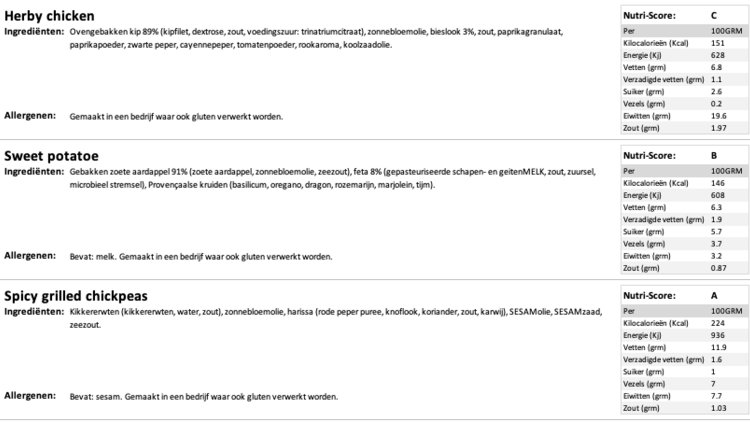 Herby chicken
Ingrediënten: Ovengebakken kip 89% (kipfilet, dextrose, zout, voedingszuur: trinatriumcitraat), zonnebloemolie, bieslook 3%, zout, paprikagranulaat,
paprikapoeder, zwarte peper, cayennepeper, tomatenpoeder, rookaroma, koolzaadolie.
Allergenen: Gemaakt in een bedrijf waar ook gluten verwerkt worden.
Nutri-Score: C
Per 100GRM
Kilocalorieën (Kcal) 151
Energie (Kj) 628
Vetten (grm) 6.8
Verzadigde vetten (grm) 1.1
Suiker (grm) 2.6
Vezels (grm) 0.2
Eiwitten (grm) 19.6
Zout (grm) 1.97
Sweet potatoe
Ingrediënten: Gebakken zoete aardappel 91% (zoete aardappel, zonnebloemolie, zeezout), feta 8% (gepasteuriseerde schapen- en geitenMELK, zout, zuursel,
microbieel stremsel), Provençaalse kruiden (basilicum, oregano, dragon, rozemarijn, marjolein, tijm).
Allergenen: Bevat: melk. Gemaakt in een bedrijf waar ook gluten verwerkt worden.
Nutri-Score: B
Per 100GRM
Kilocalorieën (Kcal) 146
Energie (Kj) 608
Vetten (grm) 6.3
Verzadigde vetten (grm) 1.9
Suiker (grm) 5.7
Vezels (grm) 3.7
Eiwitten (grm) 3.2
Zout (grm) 0.87
Spicy grilled chickpeas
Ingrediënten: Kikkererwten (kikkererwten, water, zout), zonnebloemolie, harissa (rode peper puree, knoflook, koriander, zout, karwij), SESAMolie, SESAMzaad,
zeezout.
Allergenen: Bevat: sesam. Gemaakt in een bedrijf waar ook gluten verwerkt worden.
Nutri-Score: A
Per 100GRM
Kilocalorieën (Kcal) 224
Energie (Kj) 936
Vetten (grm) 11.9
Verzadigde vetten (grm) 1.6
Suiker (grm) 1
Vezels (grm) 7
Eiwitten (grm) 7.7
Zout (grm) 1.03